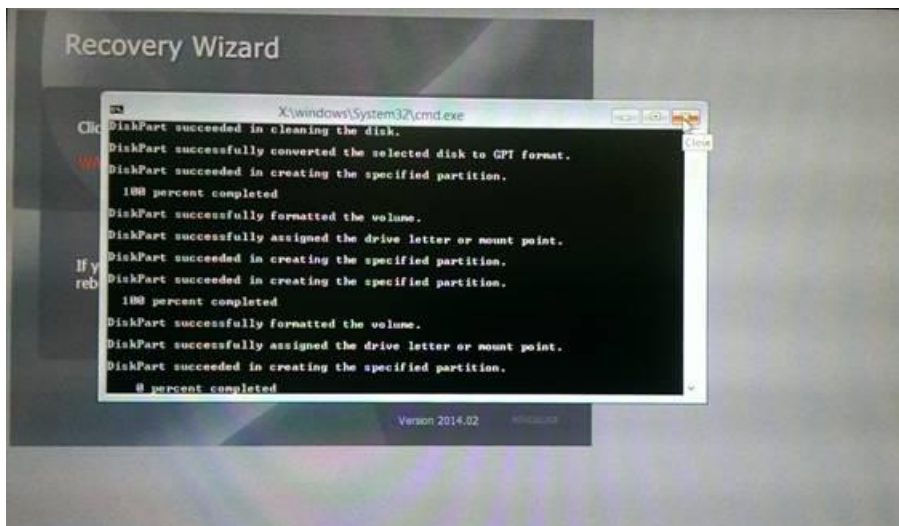 Recovery Wizard
X:\windows\System32\cmd.exe
Clic
DiskPart succeeded in cleaning the disk.
Close
DiskPart successfully converted the selected disk to GPT format.
WA
DiskPart succeeded in creating the specified partition.
100 percent completed
DiskPart successfully formatted the volume.
DiskPart successfully assigned the drive letter or mount point.
If y
DiskPart succeeded in creating the specified partition.
reb
DiskPart succeeded in creating the specified partition.
100 percent completed
DiskPart successfully formatted the volume.
DiskPart successfully assigned the drive letter or mount point.
DiskPart succeeded in creating the specified partition.
0 percent completed
Version 2014.02